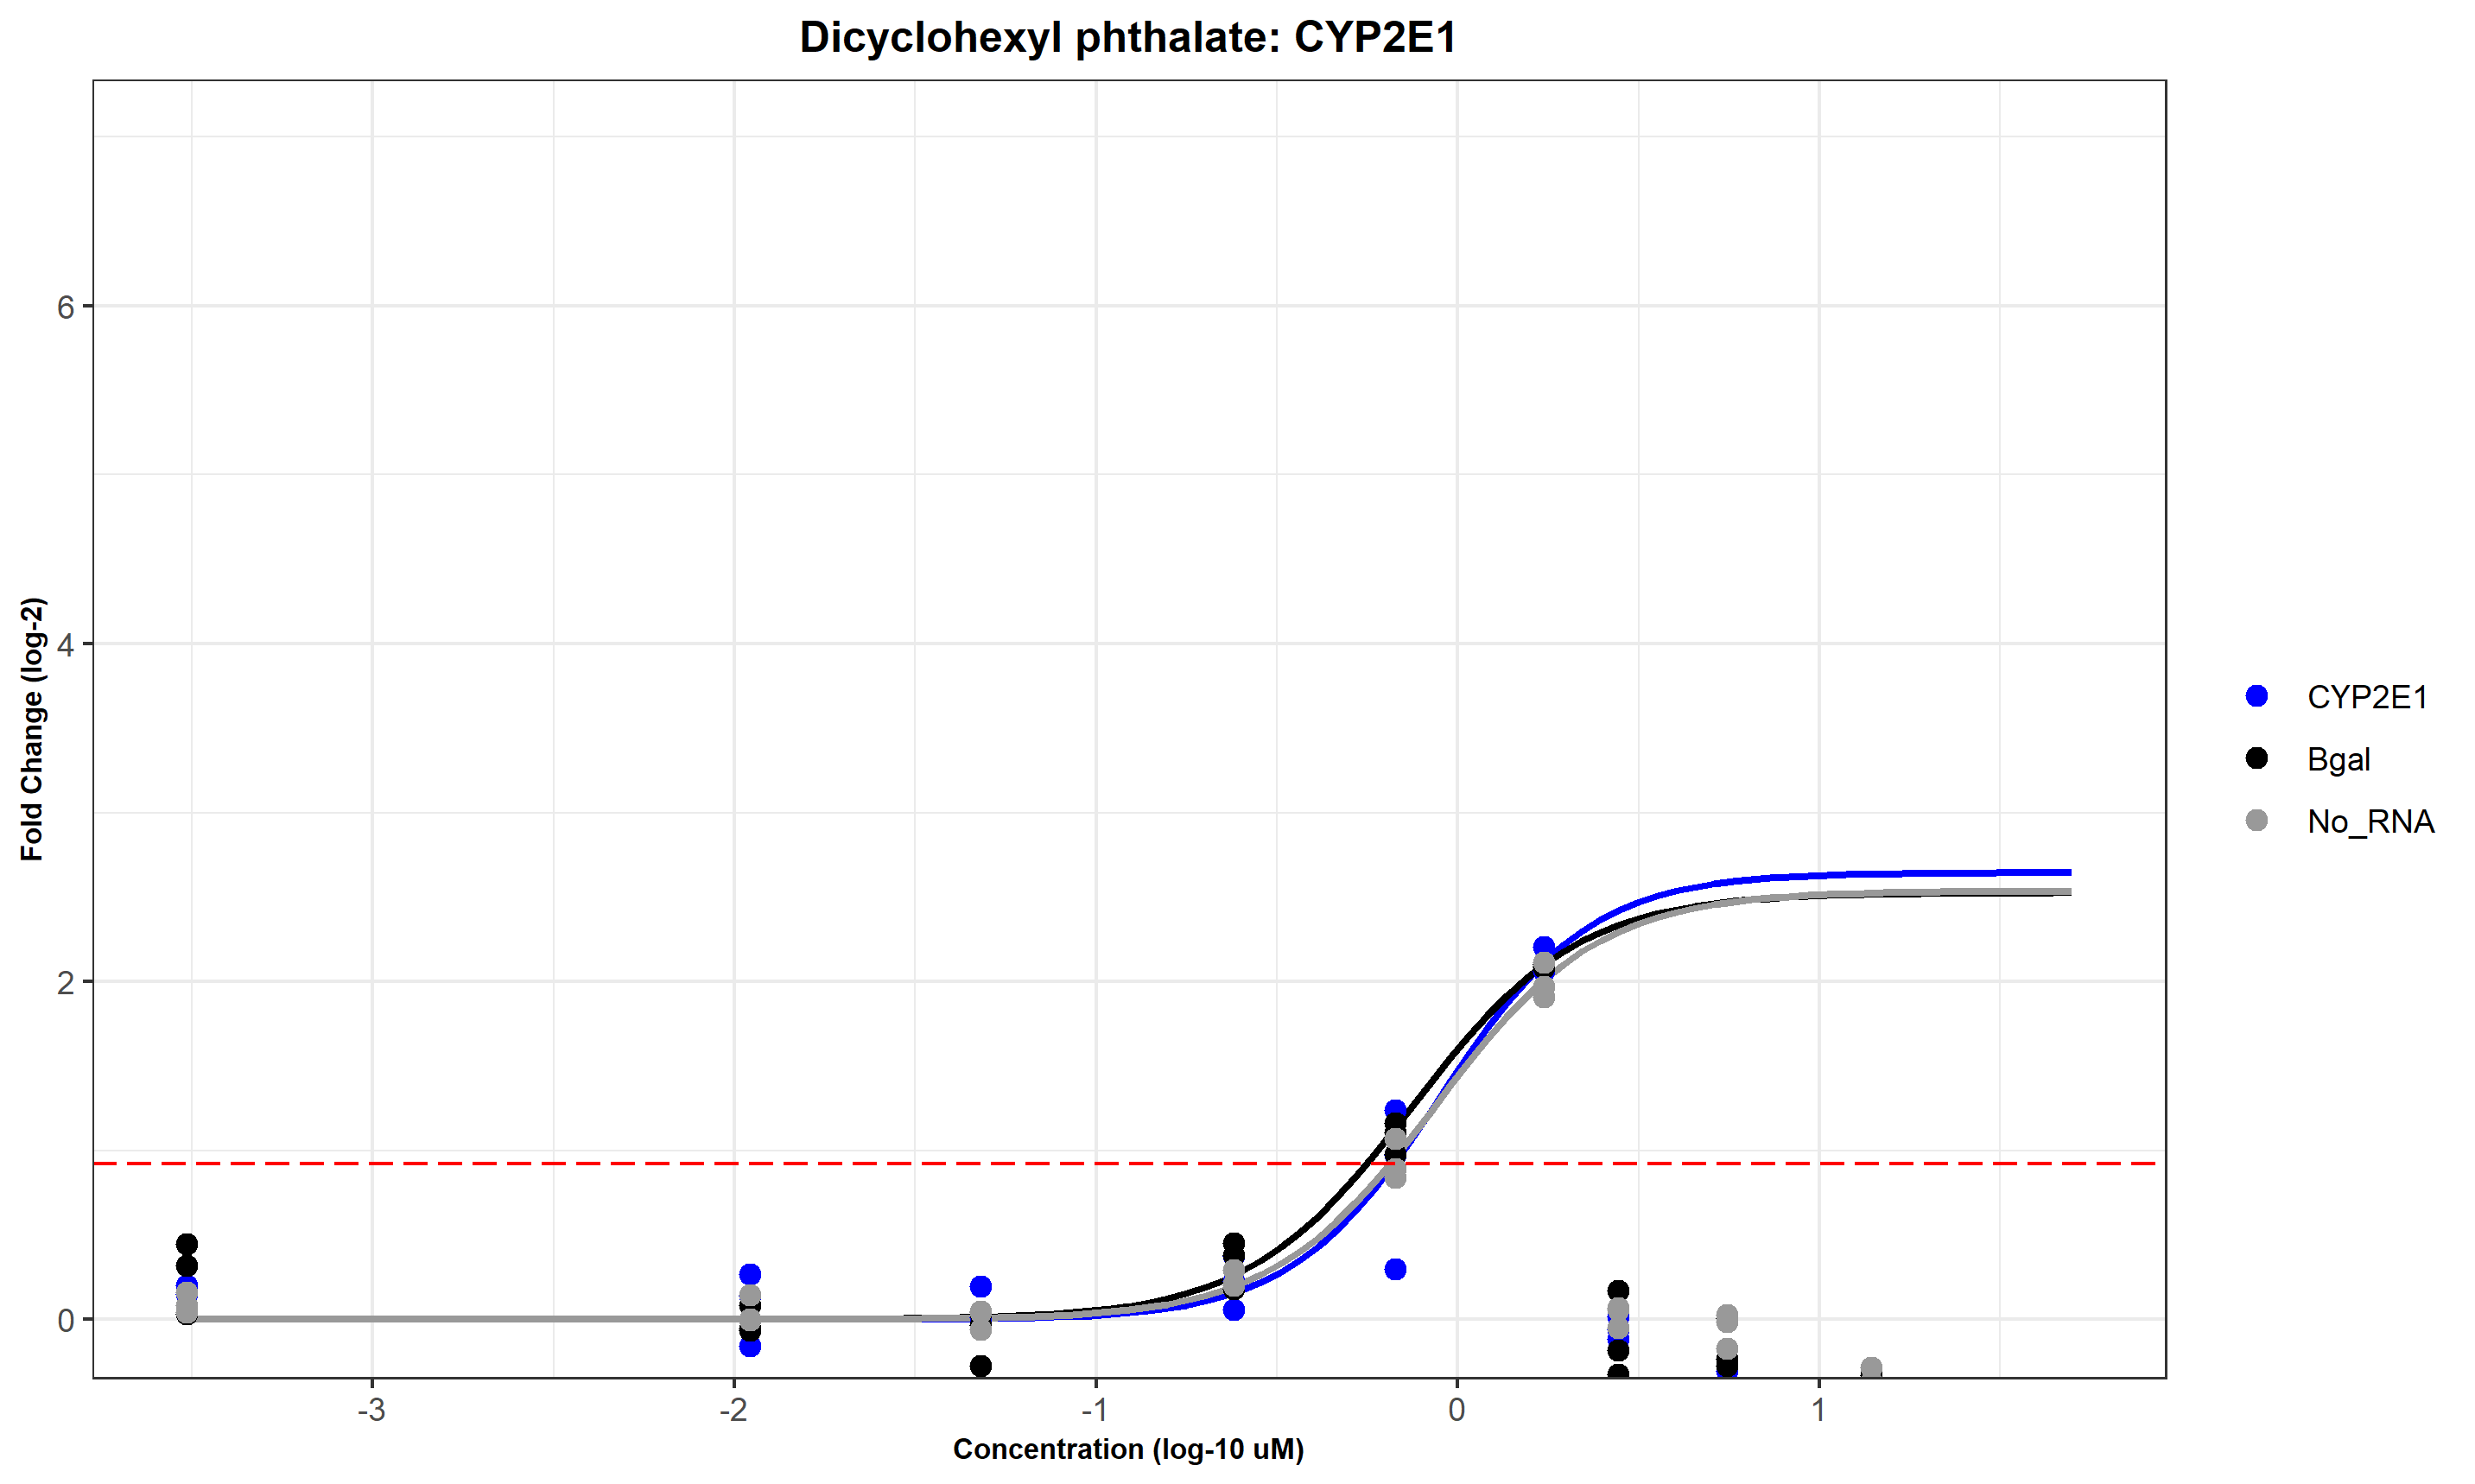 Dicyclohexyl phthalate: CYP2E1
Fold Change (log-2)
6
4
2
0
-3
-2
-1
0
1
Concentration (log-10 uM)
CYP2E1
Bgal
No_RNA